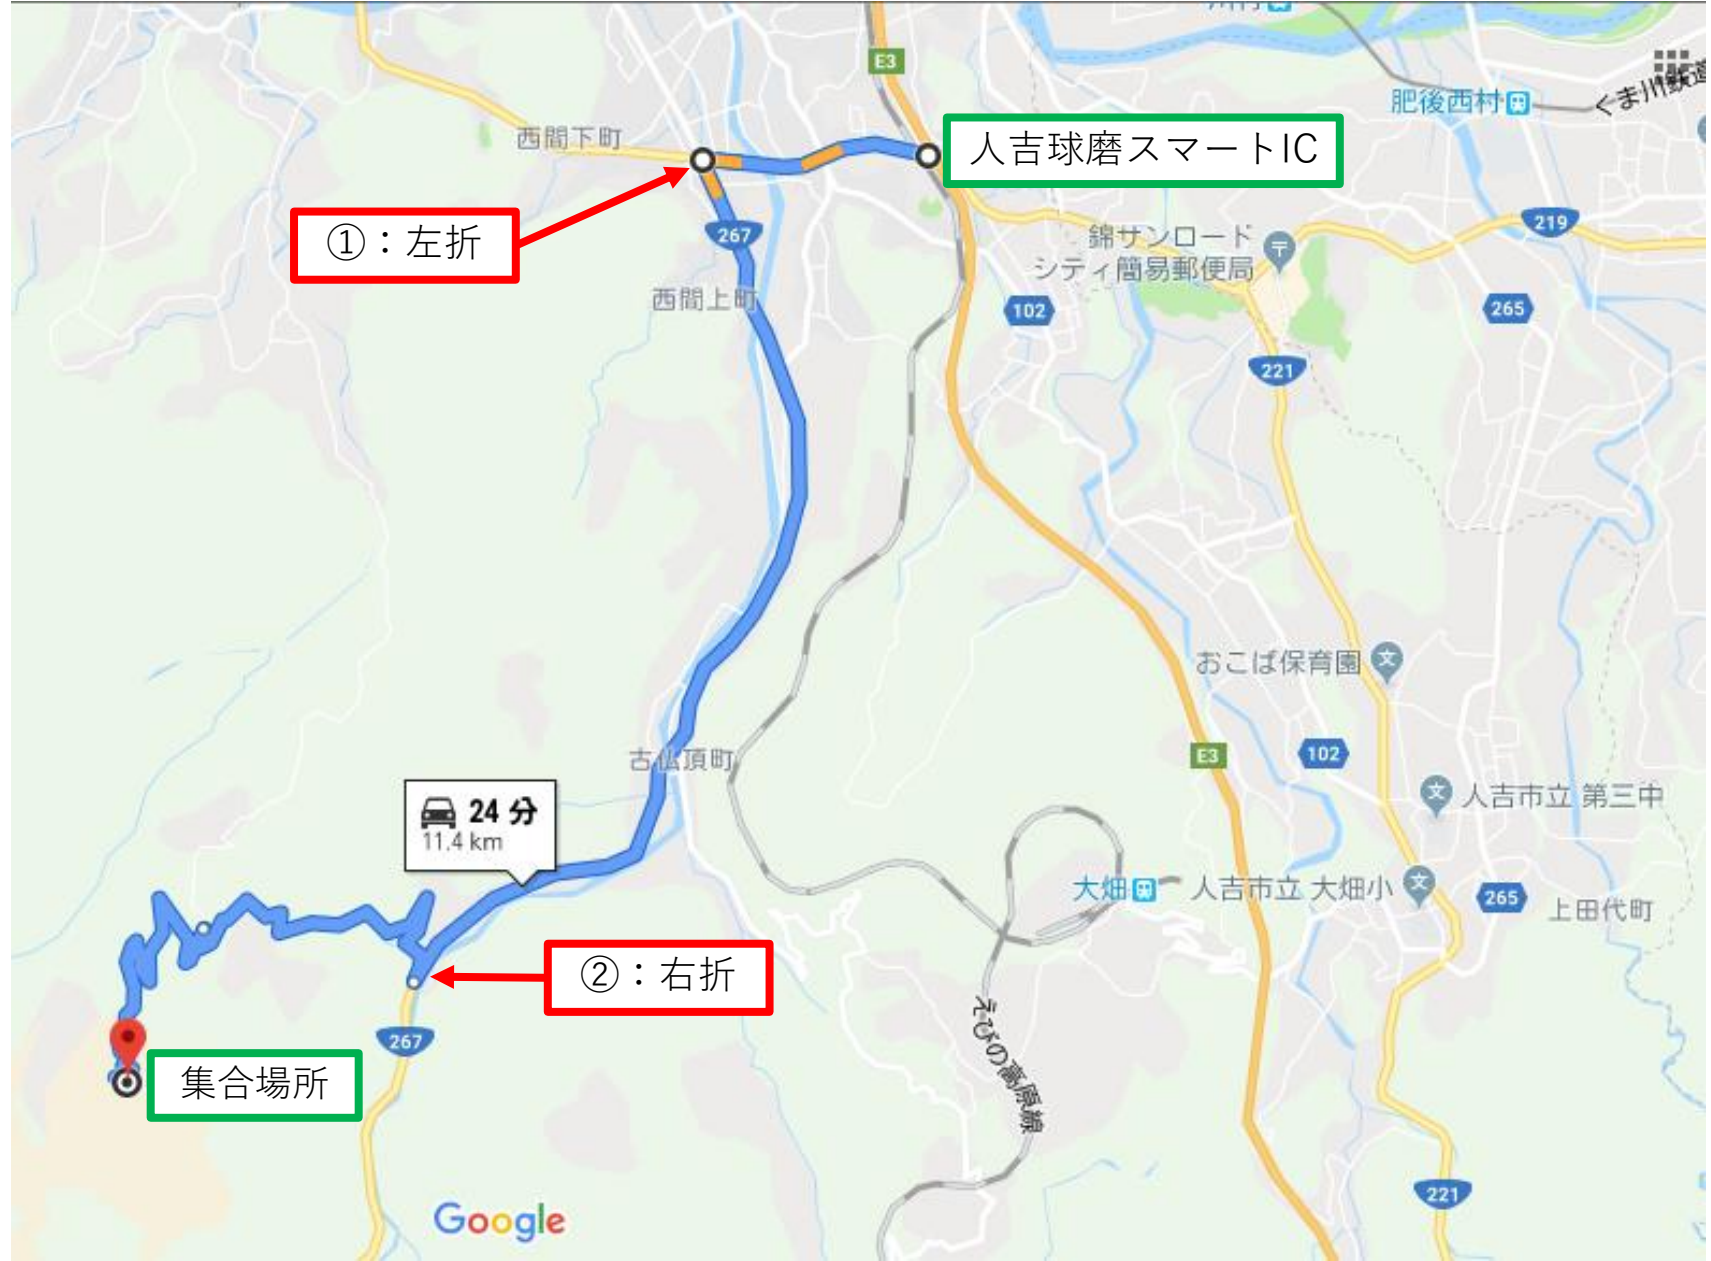 E3
肥後西村
くま川鉄道
西間下町
人吉球磨スマートIC
①：左折
267
219
錦サンロード
シティ簡易郵便局
西間上町
102
265
221
おこば保育園
古仏頂町
E3
102
24 分
11.4 km
人吉市立 第三中
大畑
人吉市立 大畑小
265
上田代町
②：右折
えびの高原線
267
集合場所
221
Google